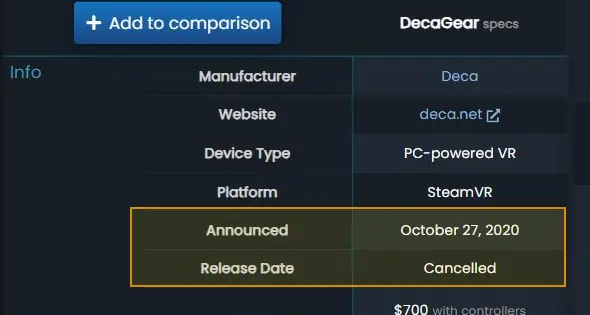 + Add to comparison
DecaGear specs
Info
Manufacturer Deca
Website deca.net
Device Type PC-powered VR
Platform SteamVR
Announced October 27, 2020
Release Date Cancelled
$700 with controllers